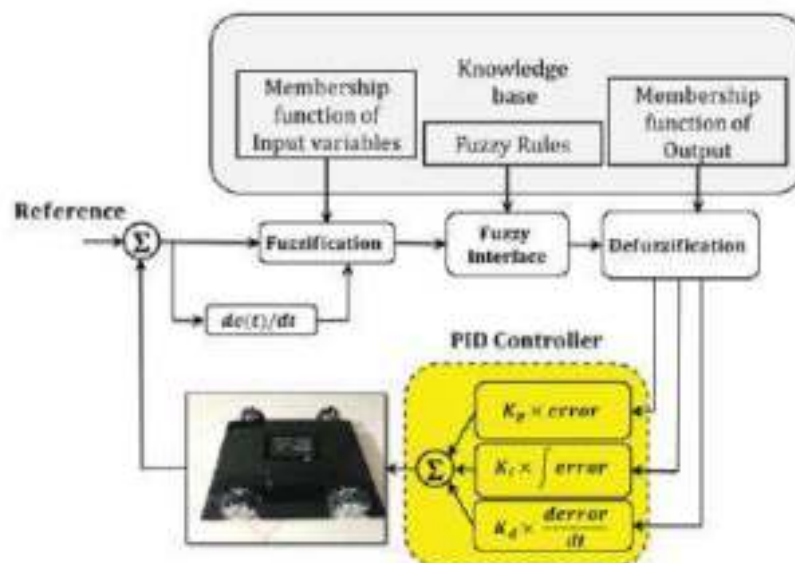 Membership
function of
Input variables
Knowledge
base
Fuzzy Rules
Membership
function of
Output
Reference
Σ
Fuzzification
Fuzzy
Interface
Defuzzification
de(t)/dt
PID Controller
K_p × error
K_i × ∫ error
Σ
K_d × derror/dt